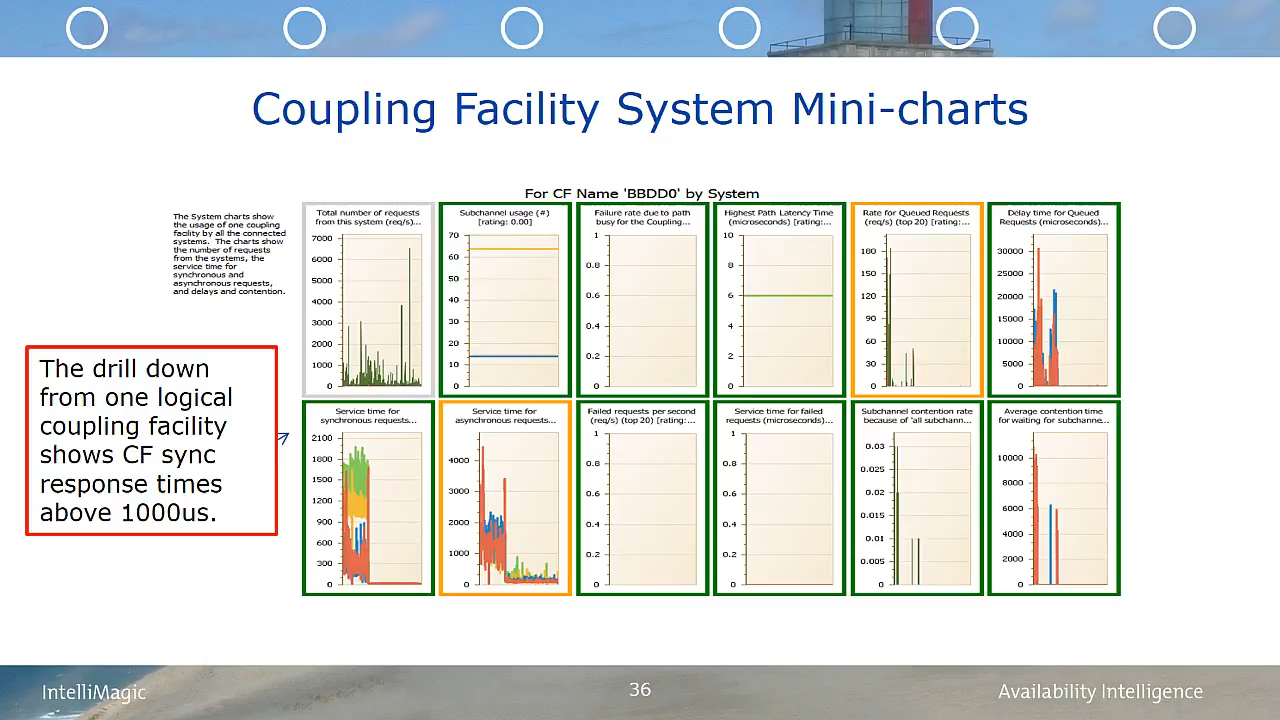 Coupling Facility System Mini-charts
For CF Name 'BBDD0' by System
The System charts show
the usage of one coupling
facility by all the connected
systems. The charts show
the number of requests
from the systems, the
service time for
synchronous and
asynchronous requests,
and delays and contention.
The drill down
from one logical
coupling facility
shows CF sync
response times
above 1000us.
Total number of requests
from this system (req/s)...
7000
6000
5000
4000
3000
2000
1000
0
Subchannel usage (#)
[rating: 0.00]
70
60
50
40
30
20
10
0
Failure rate due to path
busy for the Coupling...
1
0.8
0.6
0.4
0.2
0
Highest Path Latency Time
(microseconds) [rating:...
10
8
6
4
2
0
Rate for Queued Requests
(req/s) (top 20) [rating:...
180
150
120
90
60
30
0
Delay time for Queued
Requests (microseconds)...
30000
25000
20000
15000
10000
5000
0
Service time for
synchronous requests...
2100
1800
1500
1200
900
600
300
0
Service time for
asynchronous requests...
4000
3000
2000
1000
0
Failed requests per second
(req/s) (top 20) [rating:...
1
0.8
0.6
0.4
0.2
0
Service time for failed
requests (microseconds)...
1
0.8
0.6
0.4
0.2
0
Subchannel contention rate
because of 'all subchann...
0.03
0.025
0.02
0.015
0.01
0.005
0
Average contention time
for waiting for subchanne...
10000
8000
6000
4000
2000
0
IntelliMagic
36
Availability Intelligence